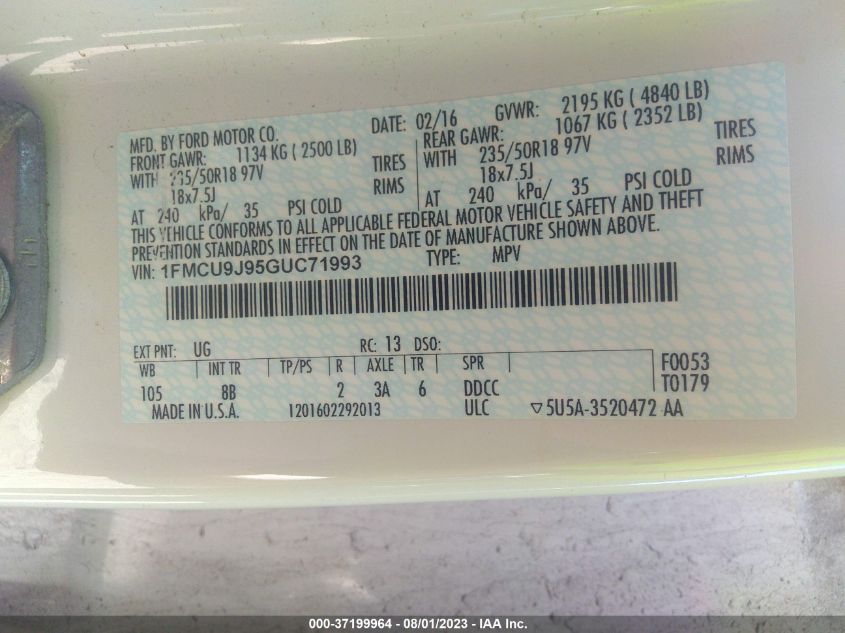 MFD. BY FORD MOTOR CO. DATE: 02/16 GVWR: 2195 KG ( 4840 LB)
FRONT GAWR: 1134 KG ( 2500 LB) REAR GAWR: 1067 KG ( 2352 LB)
WITH 235/50R18 97V TIRES WITH 235/50R18 97V TIRES
18x7.5J RIMS 18x7.5J RIMS
AT 240 kPa/ 35 PSI COLD AT 240 kPa/ 35 PSI COLD
THIS VEHICLE CONFORMS TO ALL APPLICABLE FEDERAL MOTOR VEHICLE SAFETY AND THEFT
PREVENTION STANDARDS IN EFFECT ON THE DATE OF MANUFACTURE SHOWN ABOVE.
VIN: 1FMCU9J95GUC71993 TYPE: MPV
EXT PNT: UG RC: 13 DSO:
WB INT TR TP/PS R AXLE TR SPR F0053
105 8B 2 3A 6 DDCC T0179
MADE IN U.S.A. 1201602292013 ULC ▽5U5A-3520472 AA
000-37199964 - 08/01/2023 - IAA Inc.